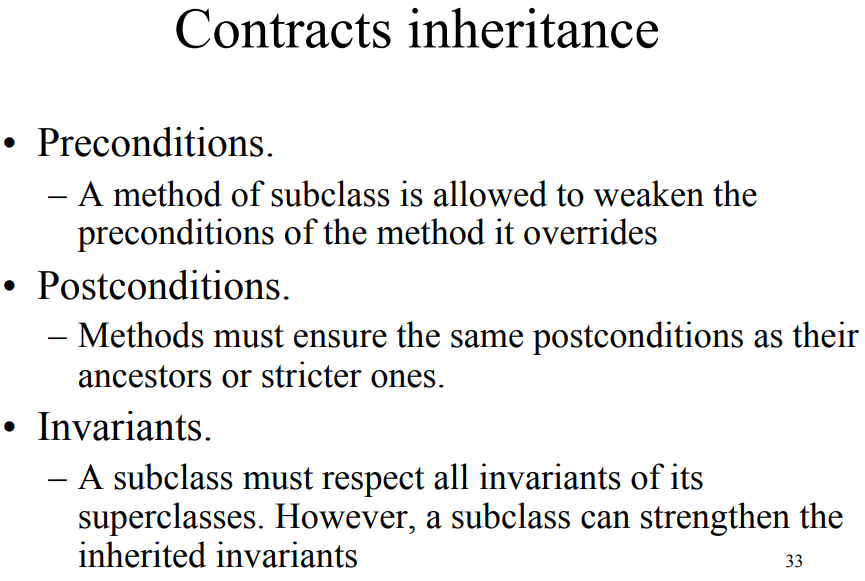 Contracts inheritance
• Preconditions.
– A method of subclass is allowed to weaken the
preconditions of the method it overrides
• Postconditions.
– Methods must ensure the same postconditions as their
ancestors or stricter ones.
• Invariants.
– A subclass must respect all invariants of its
superclasses. However, a subclass can strengthen the
inherited invariants
33